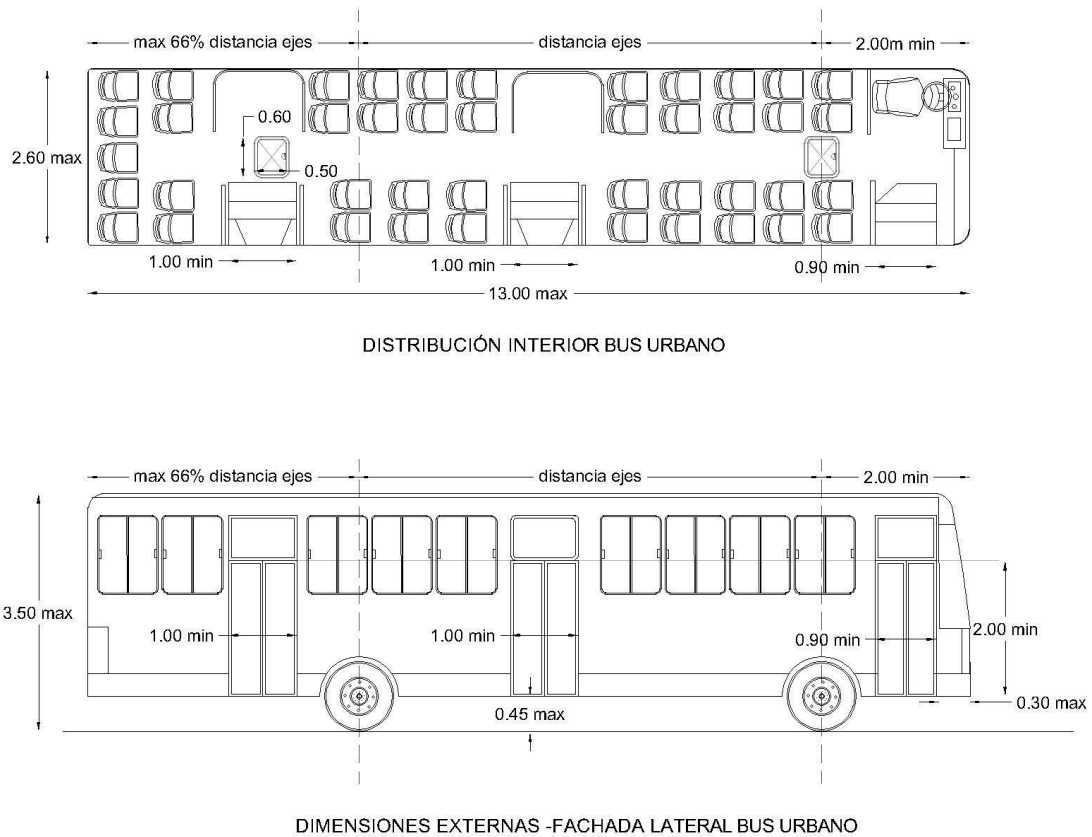 max 66% distancia ejes
distancia ejes
2.00m min
0.60
2.60 max
0.50
1.00 min
1.00 min
0.90 min
13.00 max
DISTRIBUCIÓN INTERIOR BUS URBANO
max 66% distancia ejes
distancia ejes
2.00 min
3.50 max
1.00 min
1.00 min
0.90 min
2.00 min
0.30 max
0.45 max
DIMENSIONES EXTERNAS -FACHADA LATERAL BUS URBANO